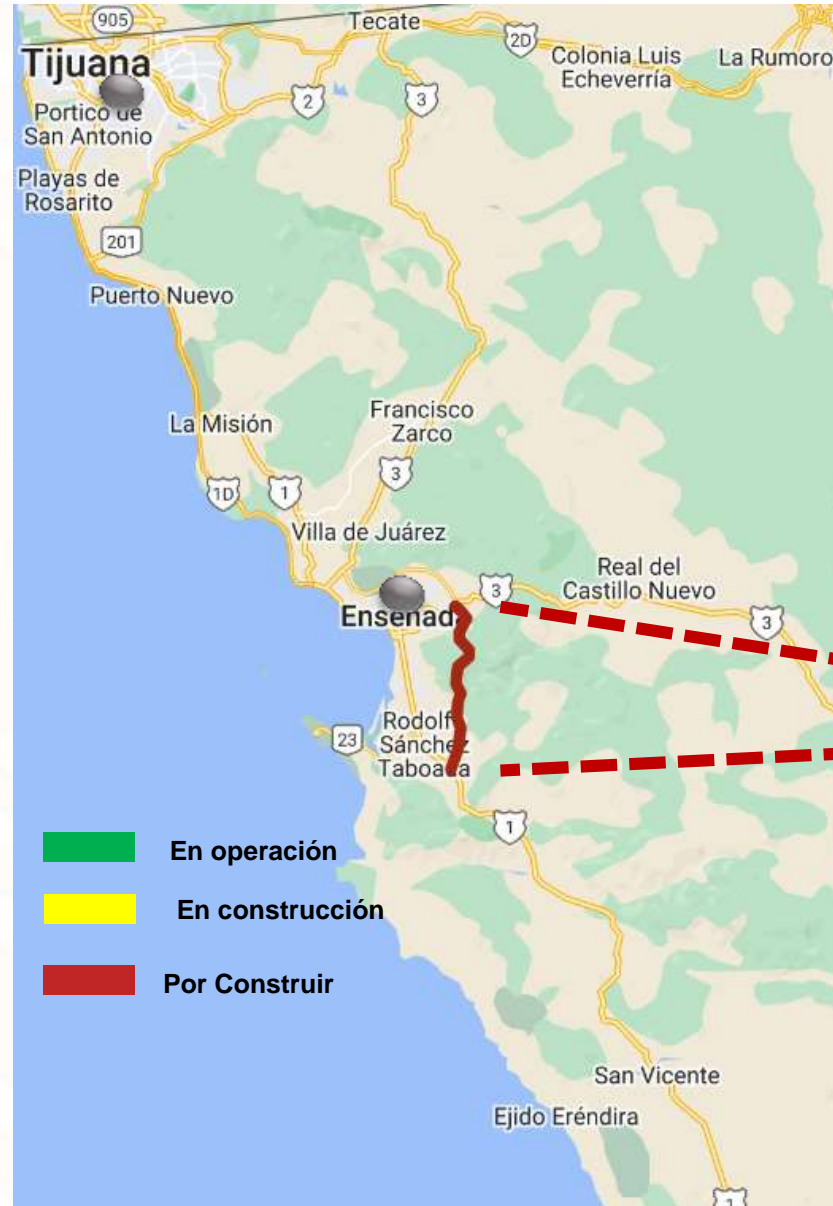 905
Tecate
2D
Colonia Luis
Echeverría
La Rumoro
Tijuana
Portico de
San Antonio
2
3
Playas de
Rosarito
201
Puerto Nuevo
La Misión
Francisco
Zarco
3
1D
1
Villa de Juárez
Real del
Castillo Nuevo
3
3
Ensenad
Rodolf
Sánchez
Taboada
23
1
En operación
En construcción
Por Construir
San Vicente
Ejido Eréndira
1